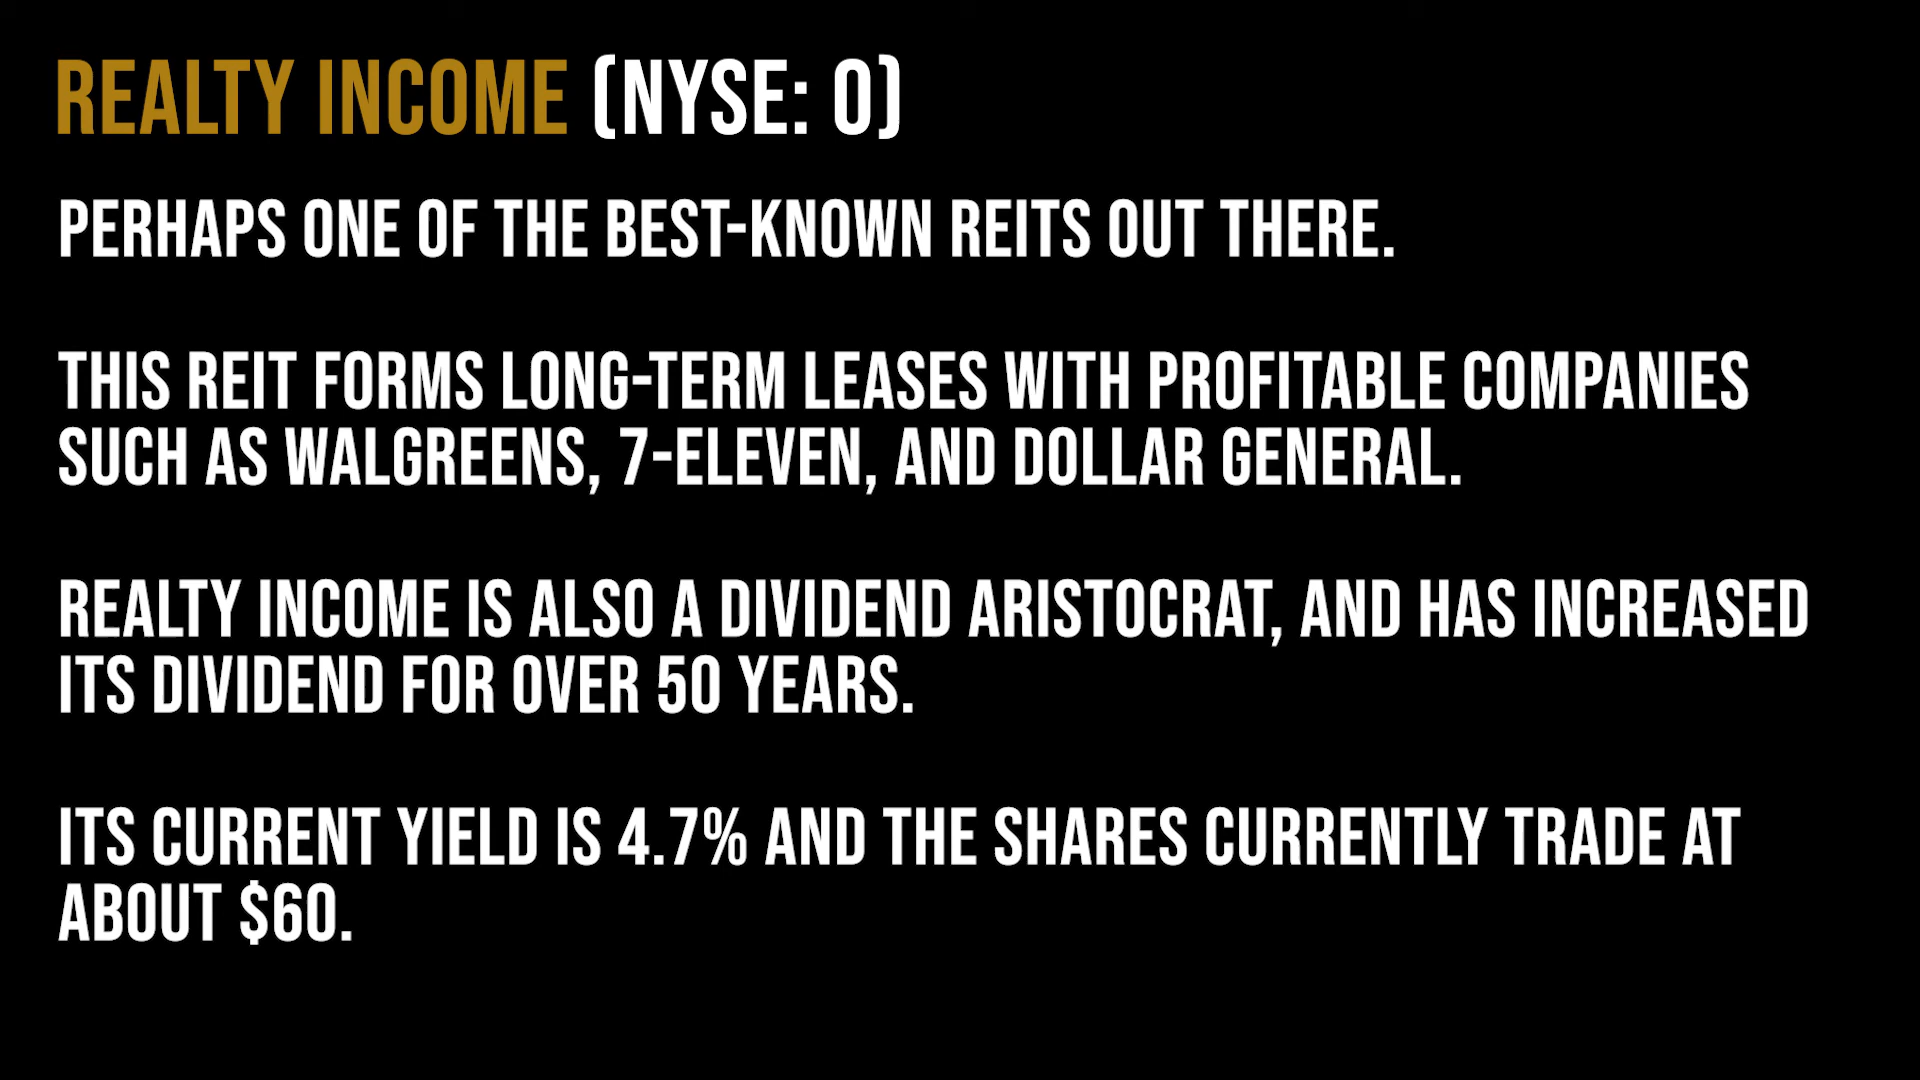 REALTY INCOME (NYSE: O)
PERHAPS ONE OF THE BEST-KNOWN REITS OUT THERE.
THIS REIT FORMS LONG-TERM LEASES WITH PROFITABLE COMPANIES
SUCH AS WALGREENS, 7-ELEVEN, AND DOLLAR GENERAL.
REALTY INCOME IS ALSO A DIVIDEND ARISTOCRAT, AND HAS INCREASED
ITS DIVIDEND FOR OVER 50 YEARS.
ITS CURRENT YIELD IS 4.7% AND THE SHARES CURRENTLY TRADE AT
ABOUT $60.